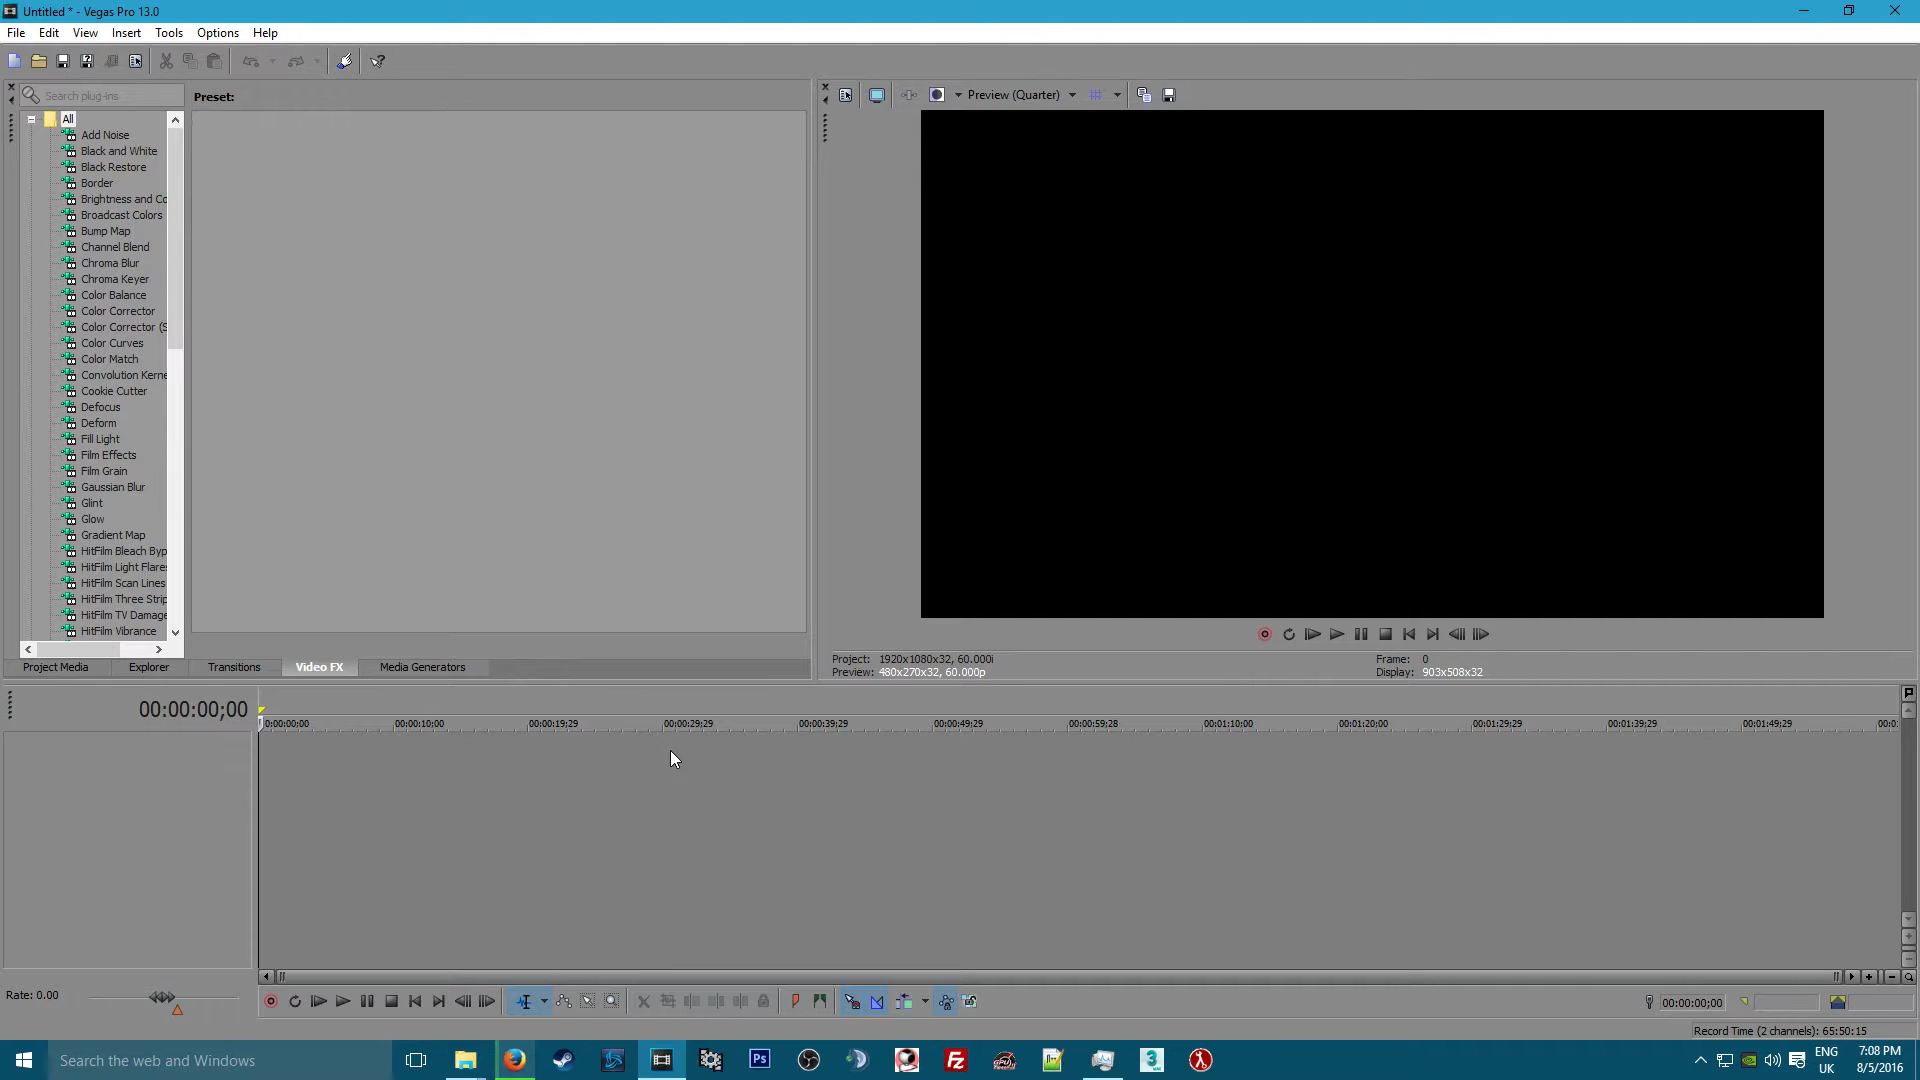 Untitled * - Vegas Pro 13.0
File Edit View Insert Tools Options Help
Search plug-ins
Preset:
Preview (Quarter)
All
Add Noise
Black and White
Black Restore
Border
Brightness and Co
Broadcast Colors
Bump Map
Channel Blend
Chroma Blur
Chroma Keyer
Color Balance
Color Corrector
Color Corrector (S
Color Curves
Color Match
Convolution Kerne
Cookie Cutter
Defocus
Deform
Fill Light
Film Effects
Film Grain
Gaussian Blur
Glint
Glow
Gradient Map
HitFilm Bleach Byp
HitFilm Light Flares
HitFilm Scan Lines
HitFilm Three Strip
HitFilm TV Damage
HitFilm Vibrance
Project Media Explorer Transitions Video FX Media Generators
Project: 1920x1080x32, 60.000i
Preview: 480x270x32, 60.000p
Frame: 0
Display: 903x508x32
00:00:00;00
0:00:00;00 00:00:10;00 00:00:19;29 00:00:29;29 00:00:39;29 00:00:49;29 00:00:59;28 00:01:10;00 00:01:20;00 00:01:29;29 00:01:39;29 00:01:49;29 00:0
Rate: 0.00
00:00:00;00
Record Time (2 channels): 65:50:15
Search the web and Windows
Ps
Fz
3
ENG
UK
7:08 PM
8/5/2016